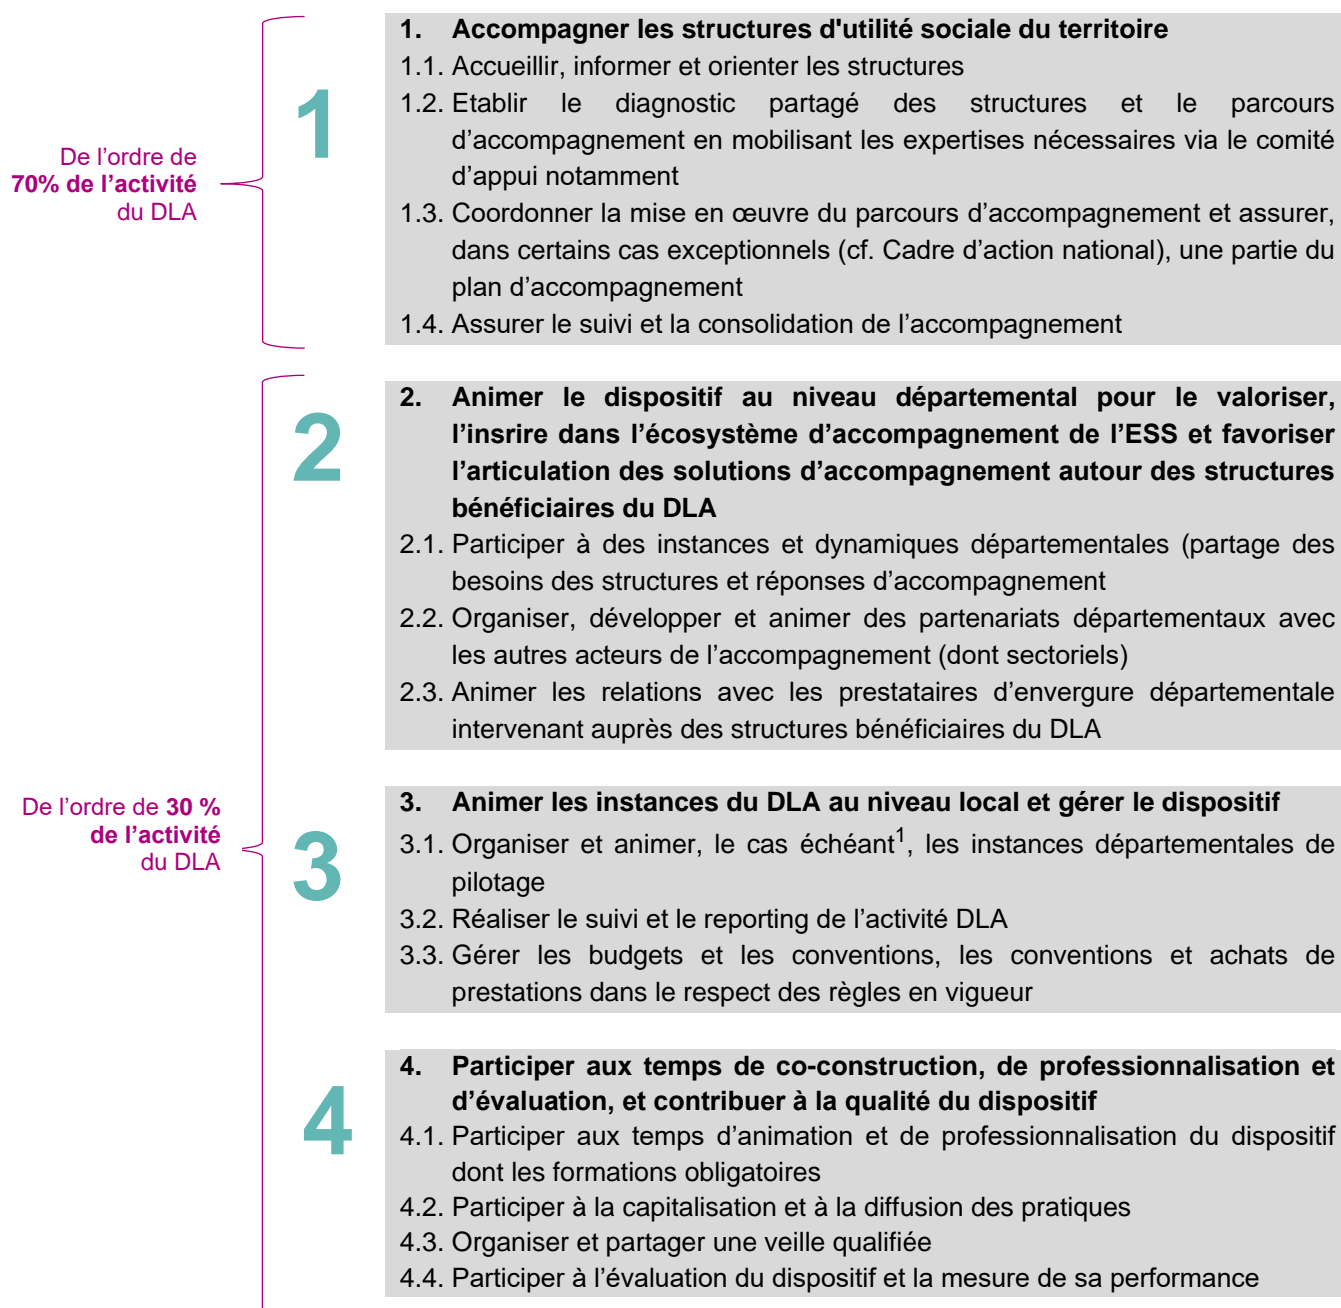 De l’ordre de
70% de l’activité
du DLA
1
1. Accompagner les structures d'utilité sociale du territoire
1.1. Accueillir, informer et orienter les structures
1.2. Etablir le diagnostic partagé des structures et le parcours
d’accompagnement en mobilisant les expertises nécessaires via le comité
d’appui notamment
1.3. Coordonner la mise en œuvre du parcours d’accompagnement et assurer,
dans certains cas exceptionnels (cf. Cadre d’action national), une partie du
plan d’accompagnement
1.4. Assurer le suivi et la consolidation de l’accompagnement
De l’ordre de 30 %
de l’activité
du DLA
2
2. Animer le dispositif au niveau départemental pour le valoriser,
l’insrire dans l’écosystème d’accompagnement de l’ESS et favoriser
l’articulation des solutions d’accompagnement autour des structures
bénéficiaires du DLA
2.1. Participer à des instances et dynamiques départementales (partage des
besoins des structures et réponses d’accompagnement
2.2. Organiser, développer et animer des partenariats départementaux avec
les autres acteurs de l’accompagnement (dont sectoriels)
2.3. Animer les relations avec les prestataires d’envergure départementale
intervenant auprès des structures bénéficiaires du DLA
3
3. Animer les instances du DLA au niveau local et gérer le dispositif
3.1. Organiser et animer, le cas échéant1, les instances départementales de
pilotage
3.2. Réaliser le suivi et le reporting de l’activité DLA
3.3. Gérer les budgets et les conventions, les conventions et achats de
prestations dans le respect des règles en vigueur
4
4. Participer aux temps de co-construction, de professionnalisation et
d’évaluation, et contribuer à la qualité du dispositif
4.1. Participer aux temps d’animation et de professionnalisation du dispositif
dont les formations obligatoires
4.2. Participer à la capitalisation et à la diffusion des pratiques
4.3. Organiser et partager une veille qualifiée
4.4. Participer à l’évaluation du dispositif et la mesure de sa performance